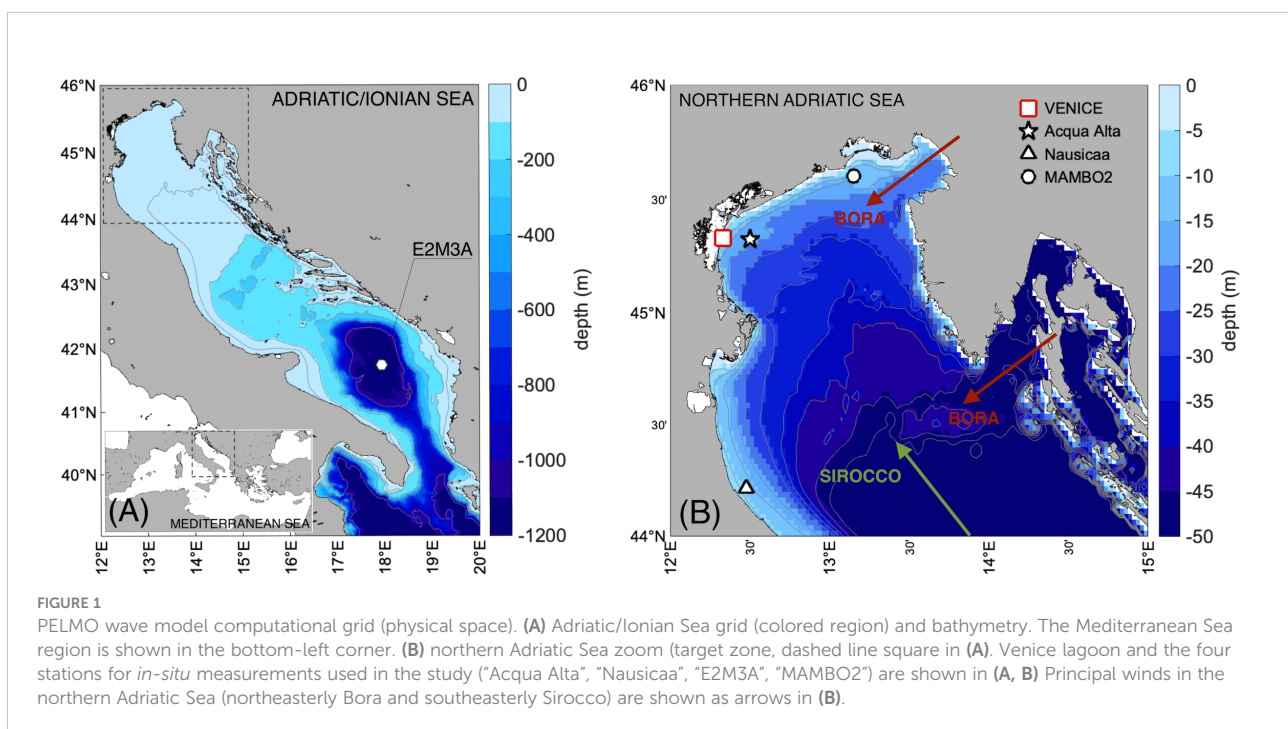 46°N
45°N
44°N
43°N
42°N
41°N
40°N
12°E
13°E
14°E
15°E
16°E
17°E
18°E
19°E
20°E
ADRIATIC/IONIAN SEA
E2M3A
(A)
MEDITERRANEAN SEA
0
-200
-400
-600
-800
-1000
-1200
depth (m)
46°N
30'
45°N
30'
44°N
12°E
30'
13°E
30'
14°E
30'
15°E
NORTHERN ADRIATIC SEA
VENICE
Acqua Alta
Nausicaa
MAMBO2
BORA
BORA
SIROCCO
(B)
0
-5
-10
-15
-20
-25
-30
-35
-40
-45
-50
depth (m)
FIGURE 1
PELMO wave model computational grid (physical space). (A) Adriatic/Ionian Sea grid (colored region) and bathymetry. The Mediterranean Sea
region is shown in the bottom-left corner. (B) northern Adriatic Sea zoom (target zone, dashed line square in (A). Venice lagoon and the four
stations for in-situ measurements used in the study (“Acqua Alta”, “Nausicaa”, “E2M3A”, “MAMBO2”) are shown in (A, B) Principal winds in the
northern Adriatic Sea (northeasterly Bora and southeasterly Sirocco) are shown as arrows in (B).